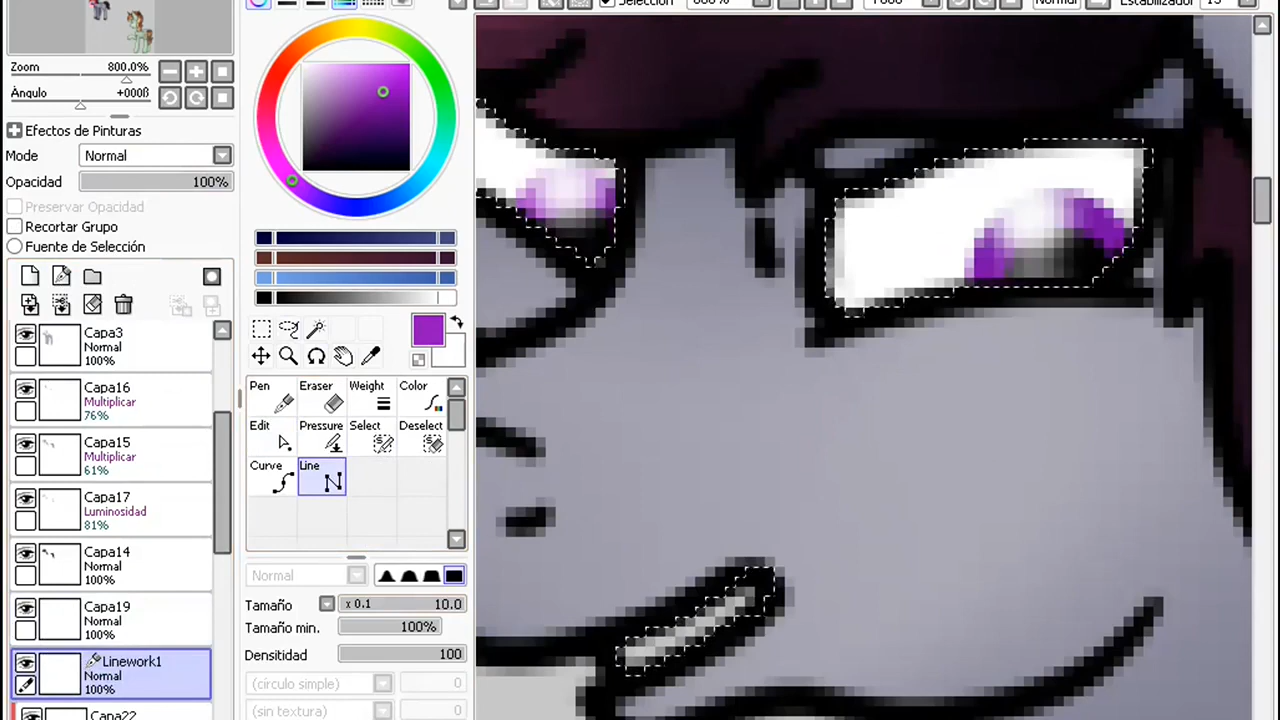 Selección
Normal
Estabilizador
Zoom 800.0%
Ángulo +000ß
Efectos de Pinturas
Mode Normal
Opacidad 100%
Preservar Opacidad
Recortar Grupo
Fuente de Selección
Capa3
Normal
100%
Capa16
Multiplicar
76%
Capa15
Multiplicar
61%
Capa17
Luminosidad
81%
Capa14
Normal
100%
Capa19
Normal
100%
Linework1
Normal
100%
Capa22
Pen Eraser Weight Color
Edit Pressure Select Deselect
Curve Line
Normal
Tamaño x 0.1 10.0
Tamaño min. 100%
Densitidad 100
(círculo simple) 0
(sin textura) 0